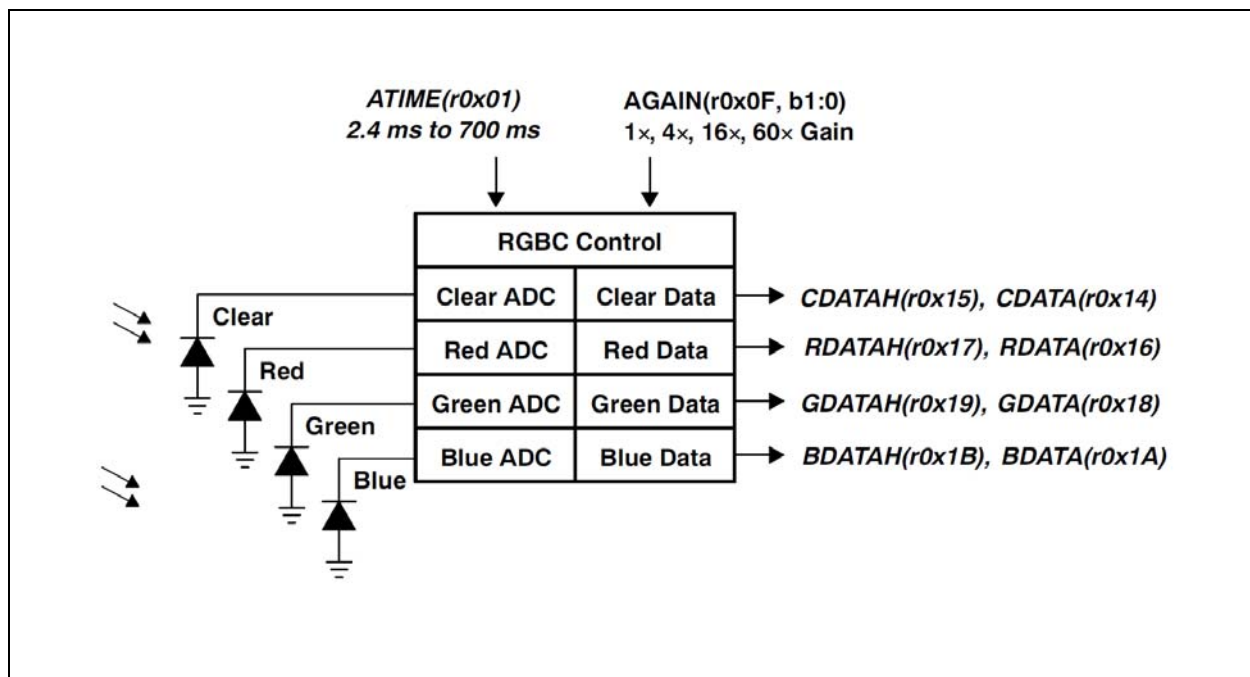 ATIME(r0x01)
2.4 ms to 700 ms
AGAIN(r0x0F, b1:0)
1×, 4×, 16×, 60× Gain
RGBC Control
Clear
Clear ADC
Clear Data
CDATAH(r0x15), CDATA(r0x14)
Red
Red ADC
Red Data
RDATAH(r0x17), RDATA(r0x16)
Green
Green ADC
Green Data
GDATAH(r0x19), GDATA(r0x18)
Blue
Blue ADC
Blue Data
BDATAH(r0x1B), BDATA(r0x1A)